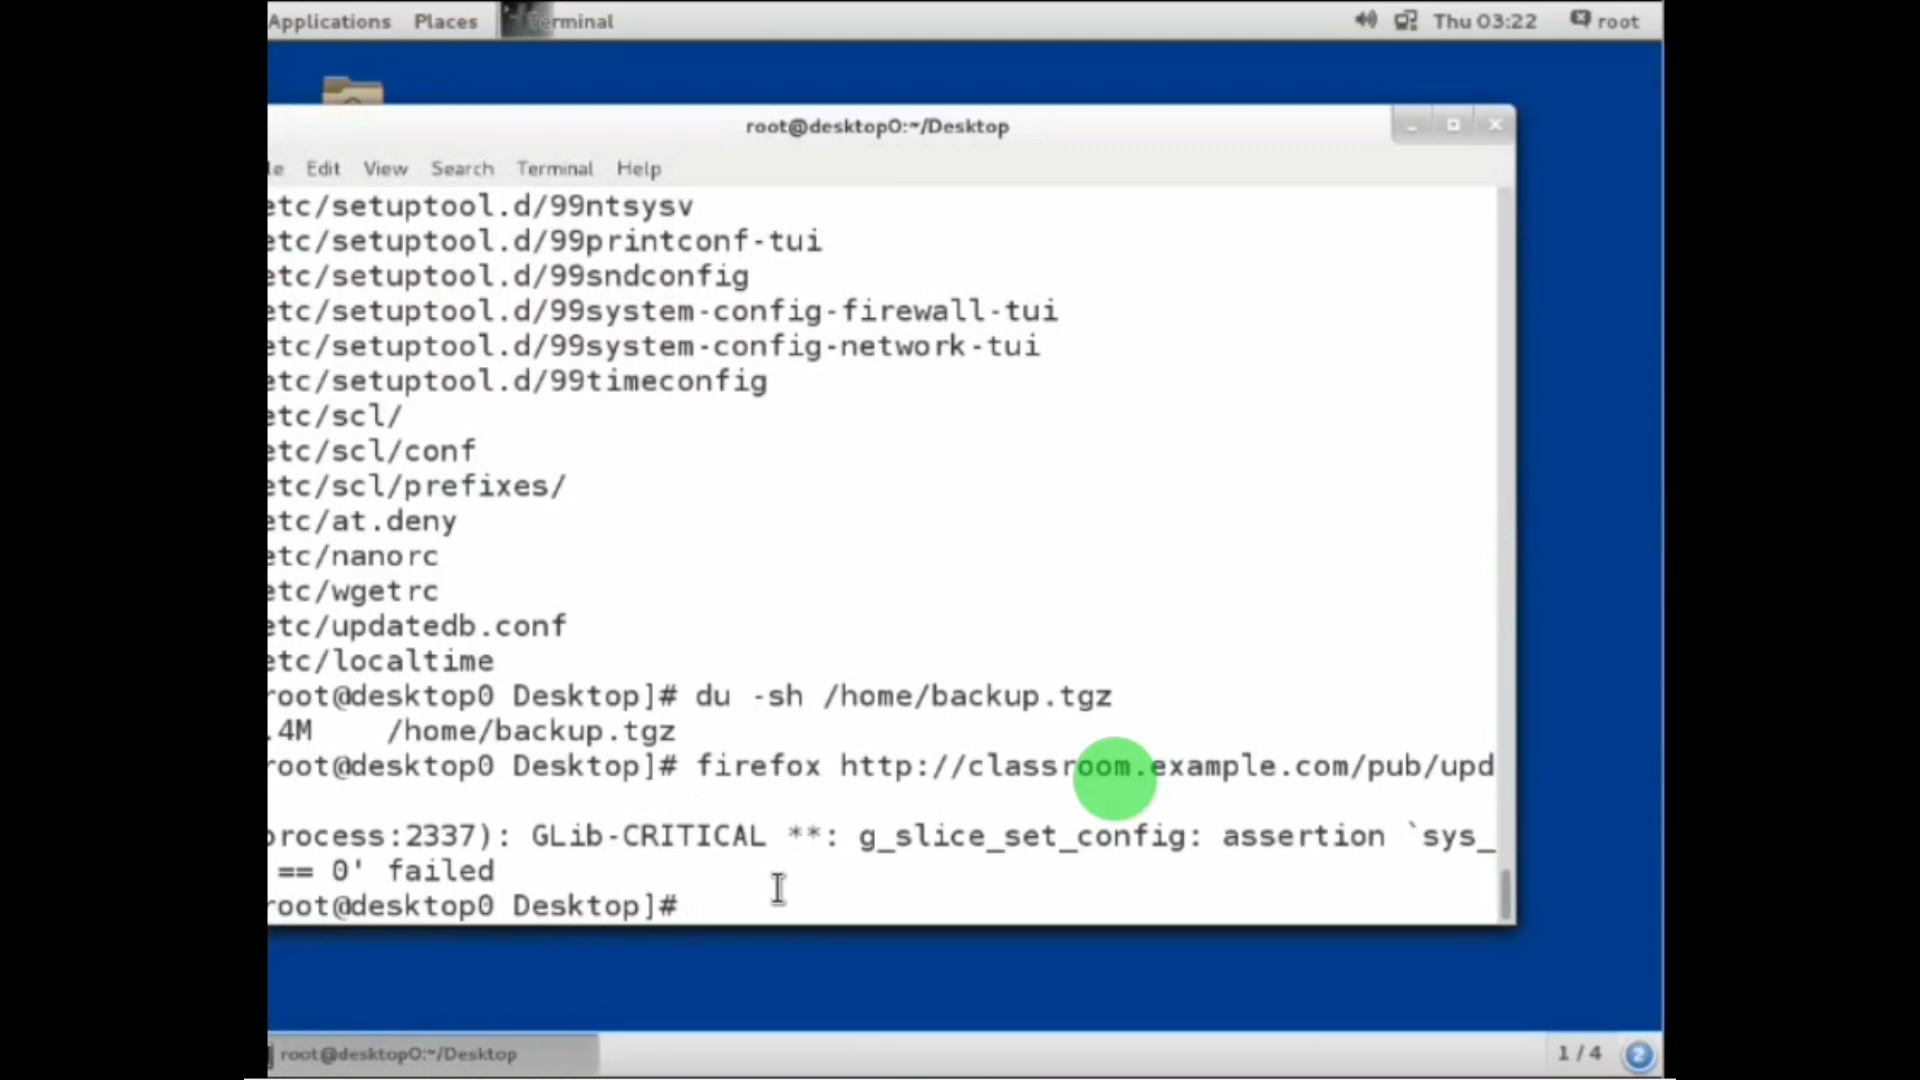 Applications Places Terminal Thu 03:22 root
root@desktop0:~/Desktop
le Edit View Search Terminal Help
etc/setuptool.d/99ntsysv
etc/setuptool.d/99printconf-tui
etc/setuptool.d/99sndconfig
etc/setuptool.d/99system-config-firewall-tui
etc/setuptool.d/99system-config-network-tui
etc/setuptool.d/99timeconfig
etc/scl/
etc/scl/conf
etc/scl/prefixes/
etc/at.deny
etc/nanorc
etc/wgetrc
etc/updatedb.conf
etc/localtime
root@desktop0 Desktop]# du -sh /home/backup.tgz
.4M /home/backup.tgz
root@desktop0 Desktop]# firefox http://classroom.example.com/pub/upd
process:2337): GLib-CRITICAL **: g_slice_set_config: assertion `sys_
== 0' failed
root@desktop0 Desktop]#
root@desktop0:~/Desktop 1 / 4 2